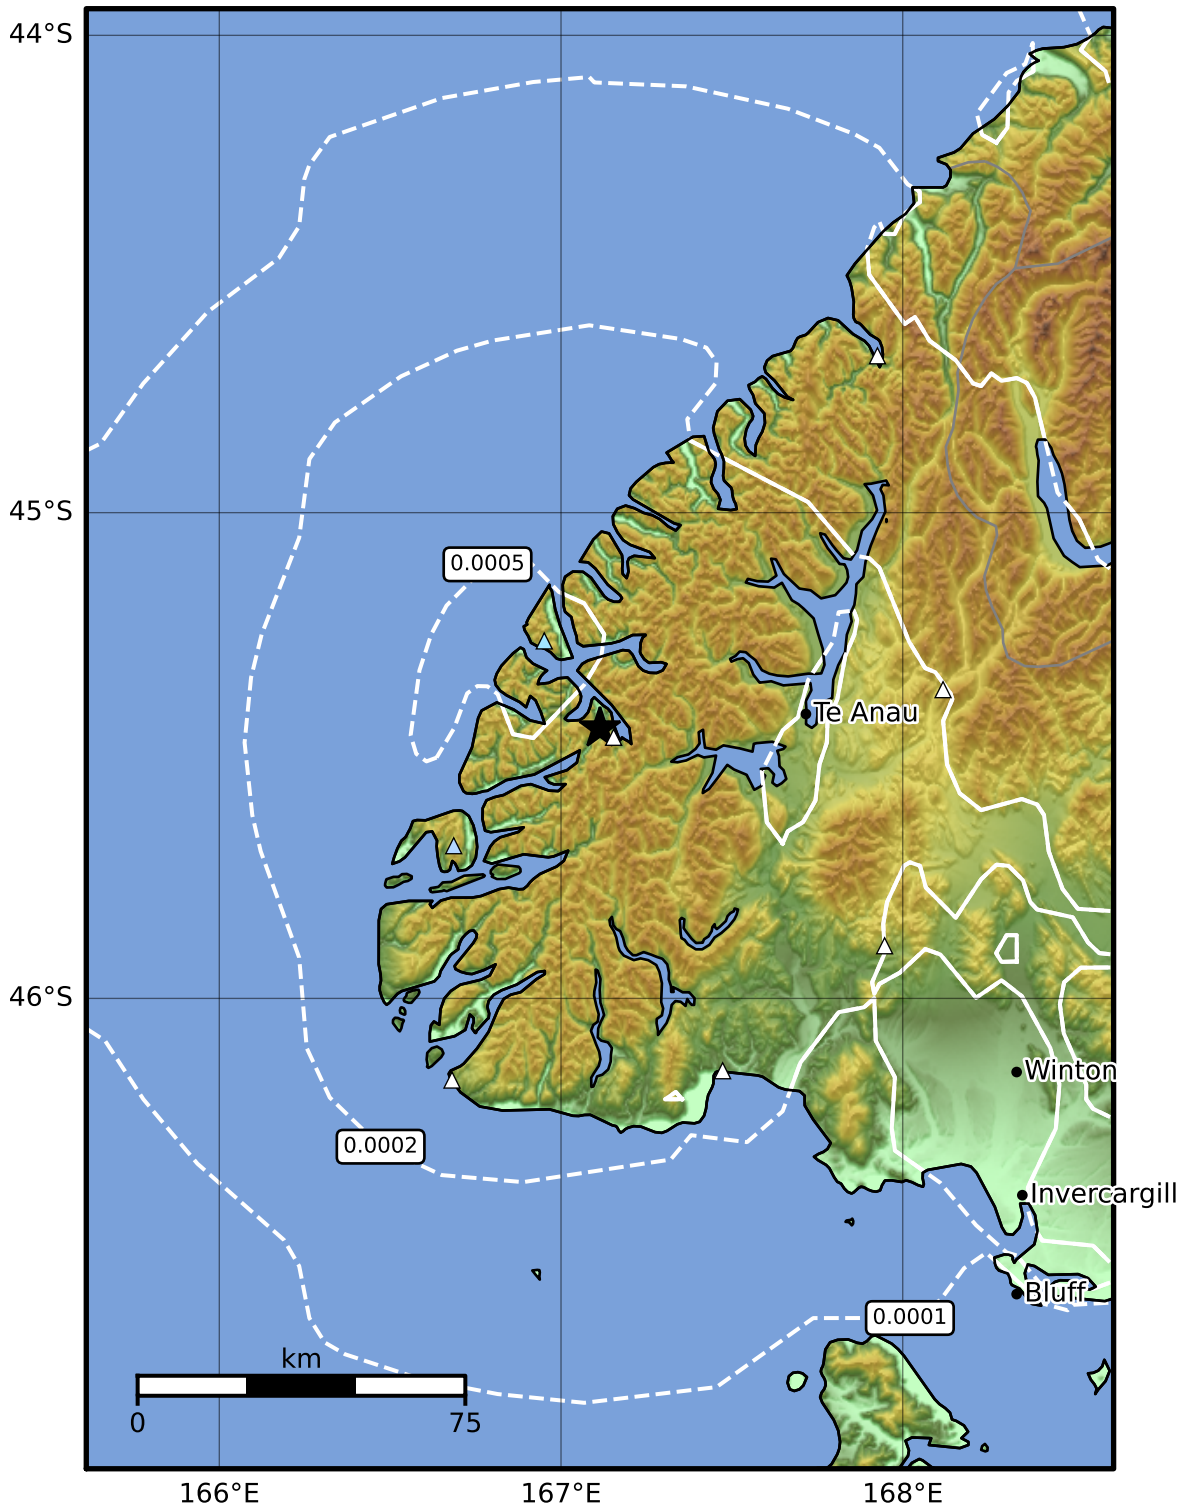 44°S
45°S
0.0005
Te Anau
46°S
Winton
0.0002
Invercargill
Bluff
0.0001
km
0 75
166°E 167°E 168°E